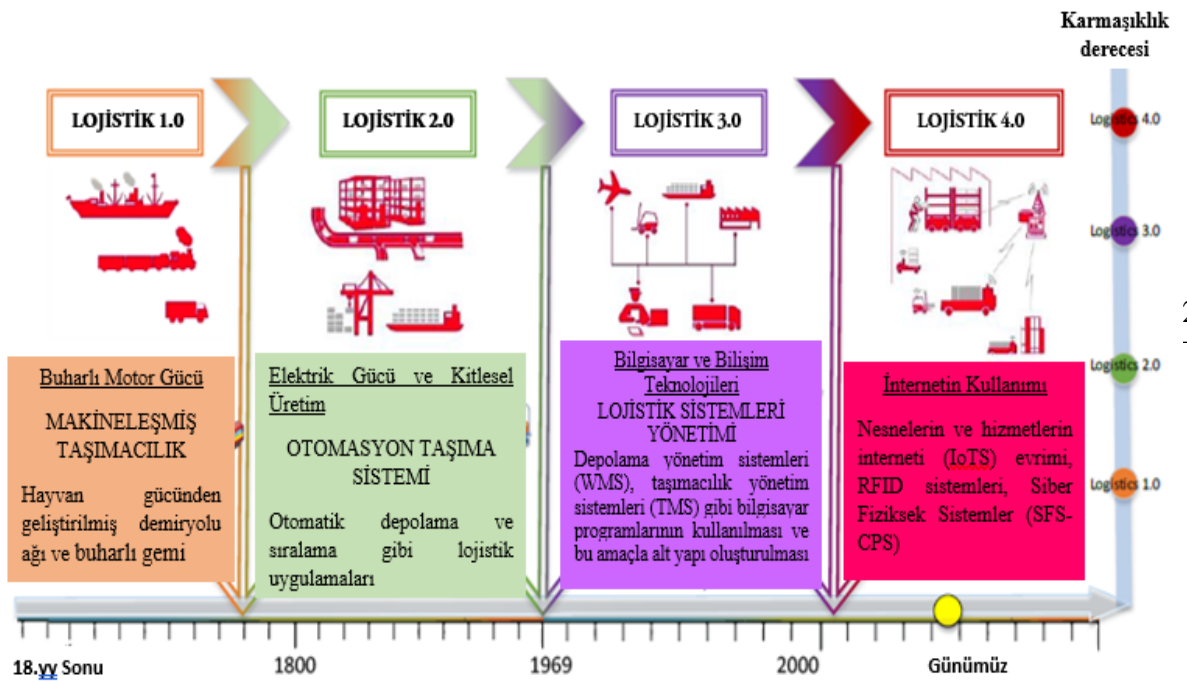 Karmaşıklık
derecesi
LOJİSTİK 1.0
LOJİSTİK 2.0
LOJİSTİK 3.0
LOJİSTİK 4.0
Logistics 4.0
Logistics 3.0
Logistics 2.0
Logistics 1.0
Buharlı Motor Gücü
MAKİNELEŞMİŞ
TAŞIMACILIK
Hayvan gücünden
geliştirilmiş demiryolu
ağı ve buharlı gemi
Elektrik Gücü ve Kitlesel
Üretim
OTOMASYON TAŞIMA
SİSTEMİ
Otomatik depolama ve
sıralama gibi lojistik
uygulamaları
Bilgisayar ve Bilişim
Teknolojileri
LOJİSTİK SİSTEMLERİ
YÖNETİMİ
Depolama yönetim sistemleri
(WMS), taşımacılık yönetim
sistemleri (TMS) gibi bilgisayar
programlarının kullanılması ve
bu amaçla alt yapı oluşturulması
İnternetin Kullanımı
Nesnelerin ve hizmetlerin
interneti (IoTS) evrimi,
RFID sistemleri, Siber
Fiziksek Sistemler (SFS-
CPS)
2
18.yy Sonu
1800
1969
2000
Günümüz